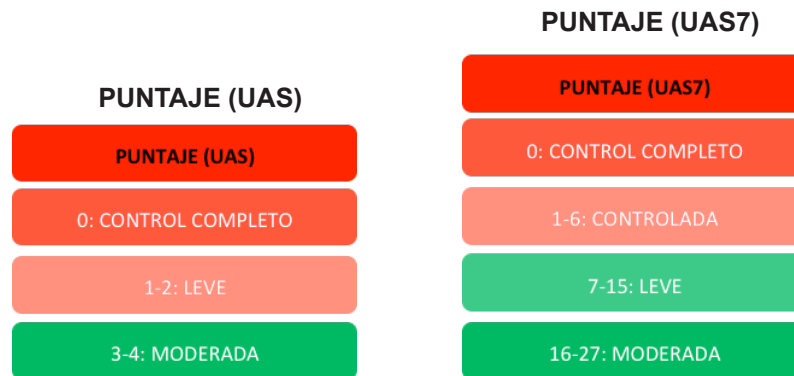 PUNTAJE (UAS)
PUNTAJE (UAS)
0: CONTROL COMPLETO
1-2: LEVE
3-4: MODERADA
PUNTAJE (UAS7)
PUNTAJE (UAS7)
0: CONTROL COMPLETO
1-6: CONTROLADA
7-15: LEVE
16-27: MODERADA